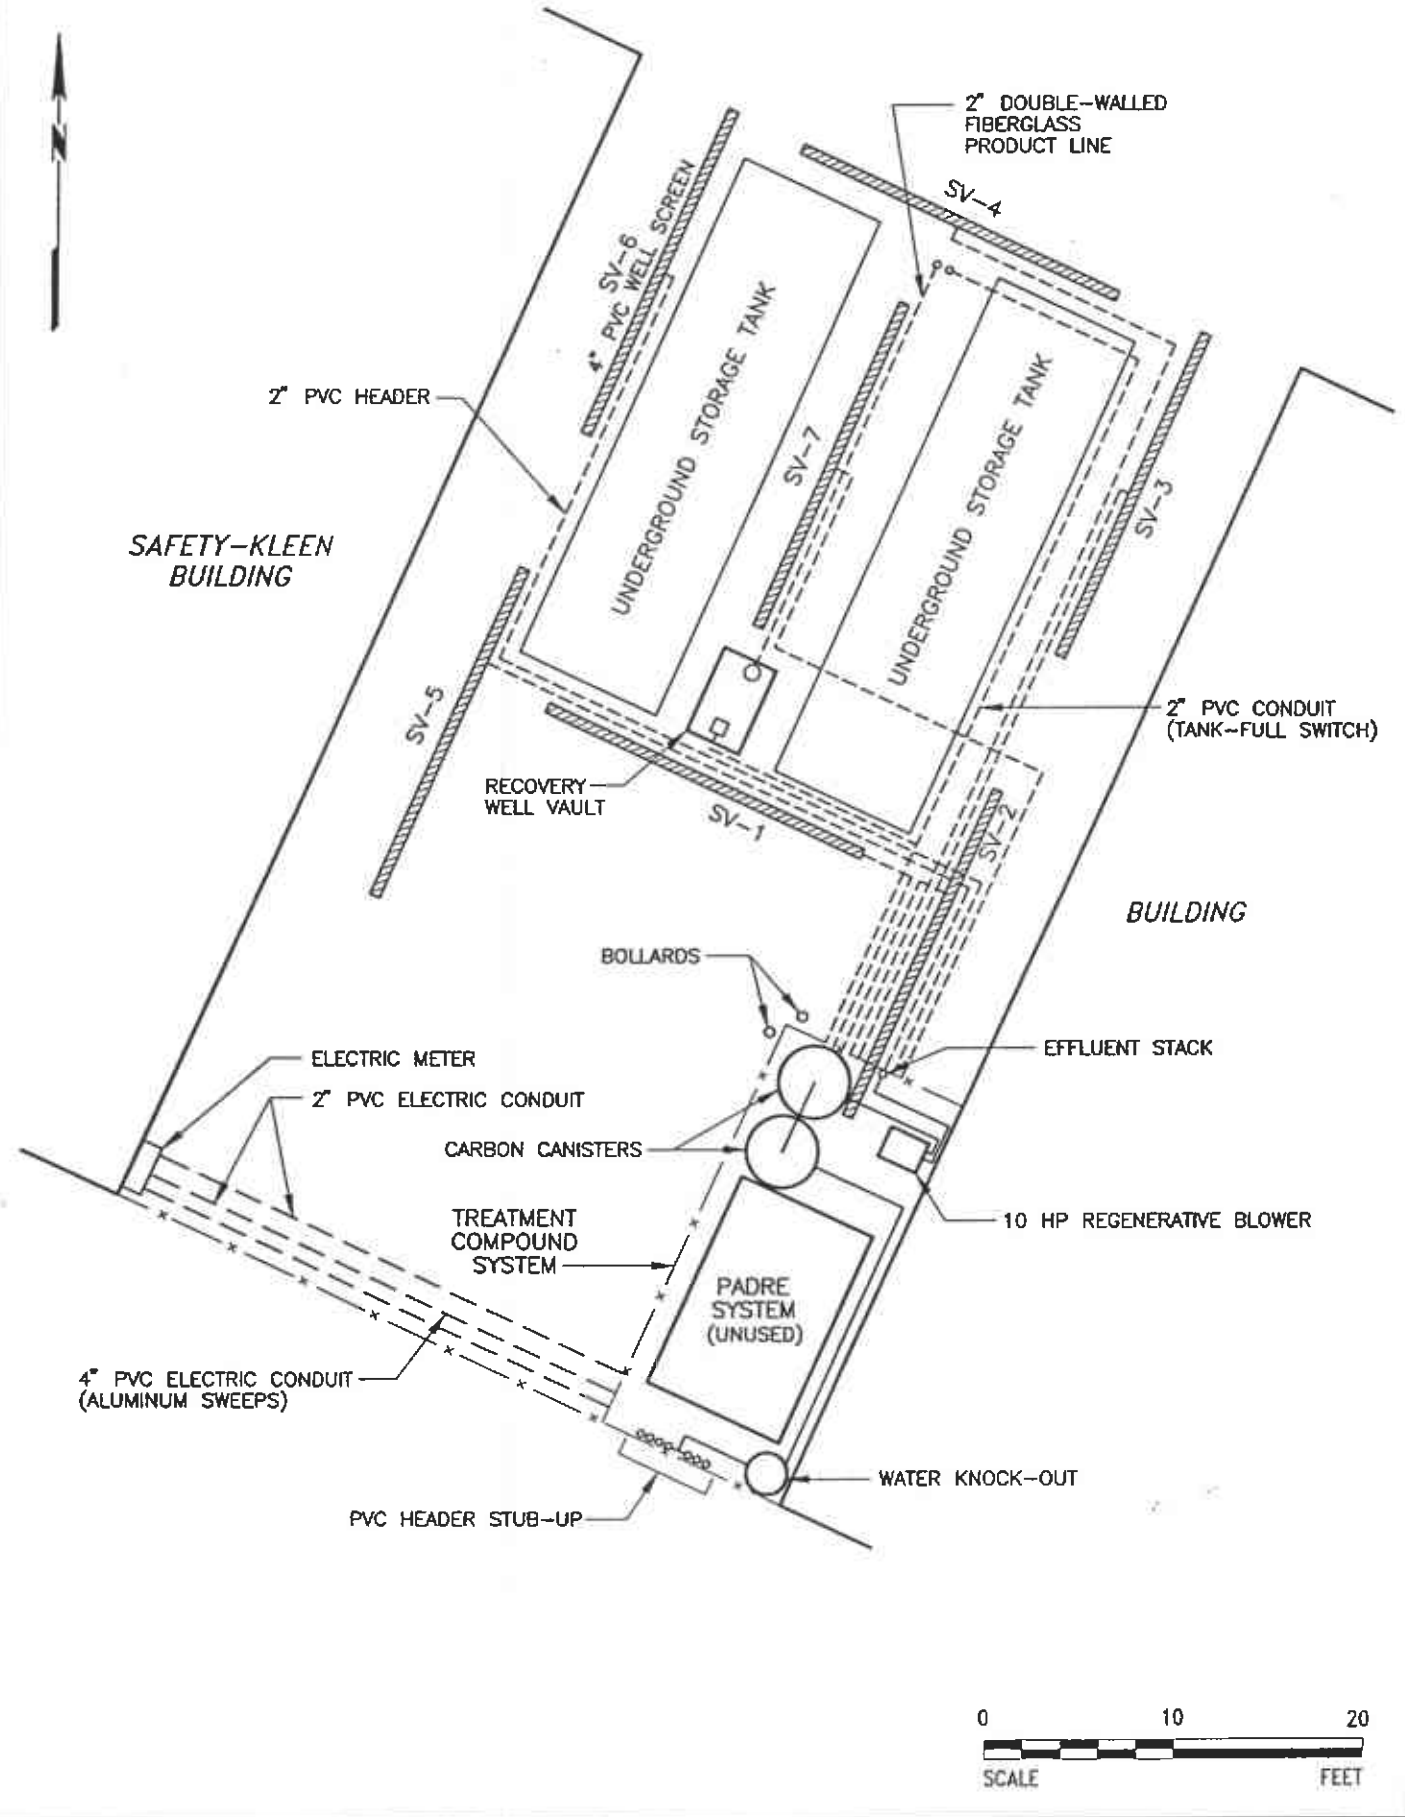 N
2" DOUBLE-WALLED
FIBERGLASS
PRODUCT LINE
SV-4
SV-6
4" PVC WELL SCREEN
2" PVC HEADER
UNDERGROUND STORAGE TANK
SV-7
UNDERGROUND STORAGE TANK
SV-3
SAFETY-KLEEN
BUILDING
SV-5
2" PVC CONDUIT
(TANK-FULL SWITCH)
RECOVERY
WELL VAULT
SV-1
SV-2
BUILDING
BOLLARDS
EFFLUENT STACK
ELECTRIC METER
2" PVC ELECTRIC CONDUIT
CARBON CANISTERS
TREATMENT
COMPOUND
SYSTEM
10 HP REGENERATIVE BLOWER
PADRE
SYSTEM
(UNUSED)
4" PVC ELECTRIC CONDUIT
(ALUMINUM SWEEPS)
WATER KNOCK-OUT
PVC HEADER STUB-UP
0 10 20
SCALE FEET